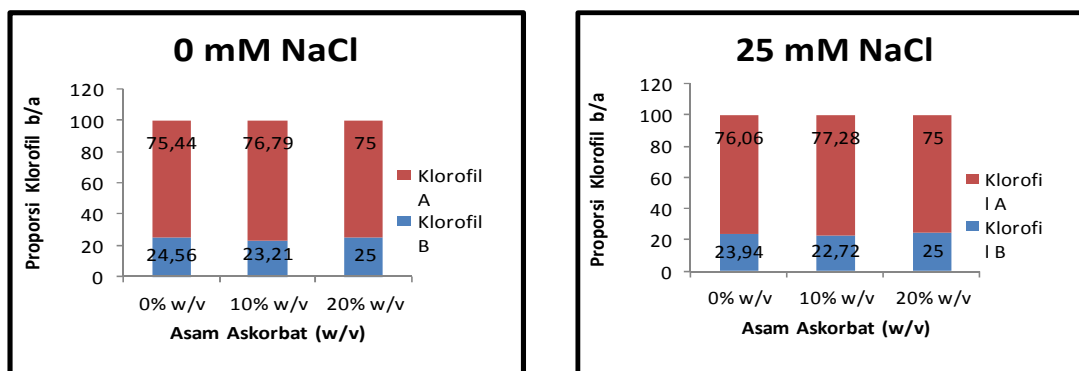 0 mM NaCl
Proporsi Klorofil b/a
120
100
80
60
40
20
0
75,44 76,79 75
24,56 23,21 25
Klorofil
A
Klorofil
B
0% w/v 10% w/v 20% w/v
Asam Askorbat (w/v)
25 mM NaCl
Proporsi Klorofil b/a
120
100
80
60
40
20
0
76,06 77,28 75
23,94 22,72 25
Klorofi
l A
Klorofi
l B
0% w/v 10% w/v 20% w/v
Asam Askorbat (w/v)